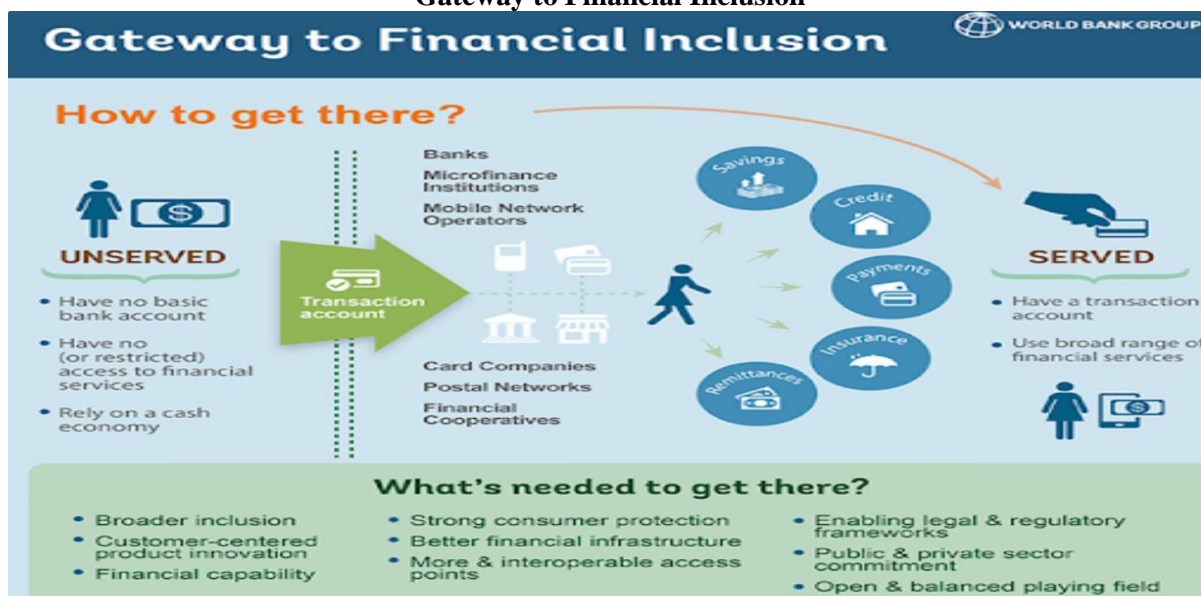 Gateway to Financial Inclusion
Gateway to Financial Inclusion
WORLD BANK GROUP
How to get there?
UNSERVED
• Have no basic
bank account
• Have no
(or restricted)
access to financial
services
• Rely on a cash
economy
Transaction
account
Banks
Microfinance
Institutions
Mobile Network
Operators
Card Companies
Postal Networks
Financial
Cooperatives
Savings
Credit
Payments
Insurance
Remittances
SERVED
• Have a transaction
account
• Use broad range of
financial services
What's needed to get there?
• Broader inclusion
• Customer-centered
product innovation
• Financial capability
• Strong consumer protection
• Better financial infrastructure
• More & interoperable access
points
• Enabling legal & regulatory
frameworks
• Public & private sector
commitment
• Open & balanced playing field